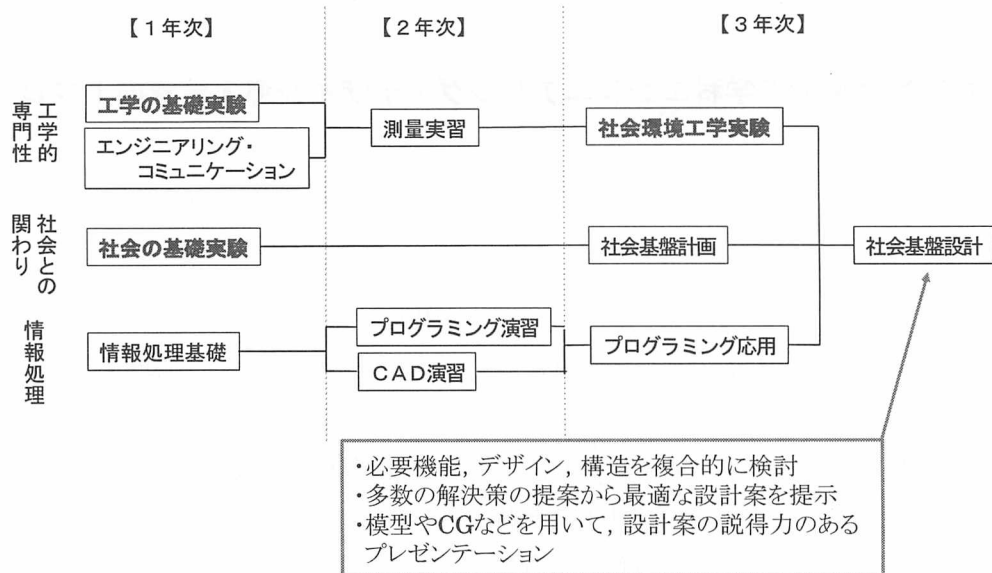 【1年次】
【2年次】
【3年次】
工学的
専門性
工学の基礎実験
エンジニアリング・
コミュニケーション
測量実習
社会環境工学実験
社会との
関わり
社会の基礎実験
社会基盤計画
社会基盤設計
情報処理
情報処理基礎
プログラミング演習
CAD演習
プログラミング応用
・必要機能, デザイン, 構造を複合的に検討
・多数の解決策の提案から最適な設計案を提示
・模型やCGなどを用いて, 設計案の説得力のある
プレゼンテーション